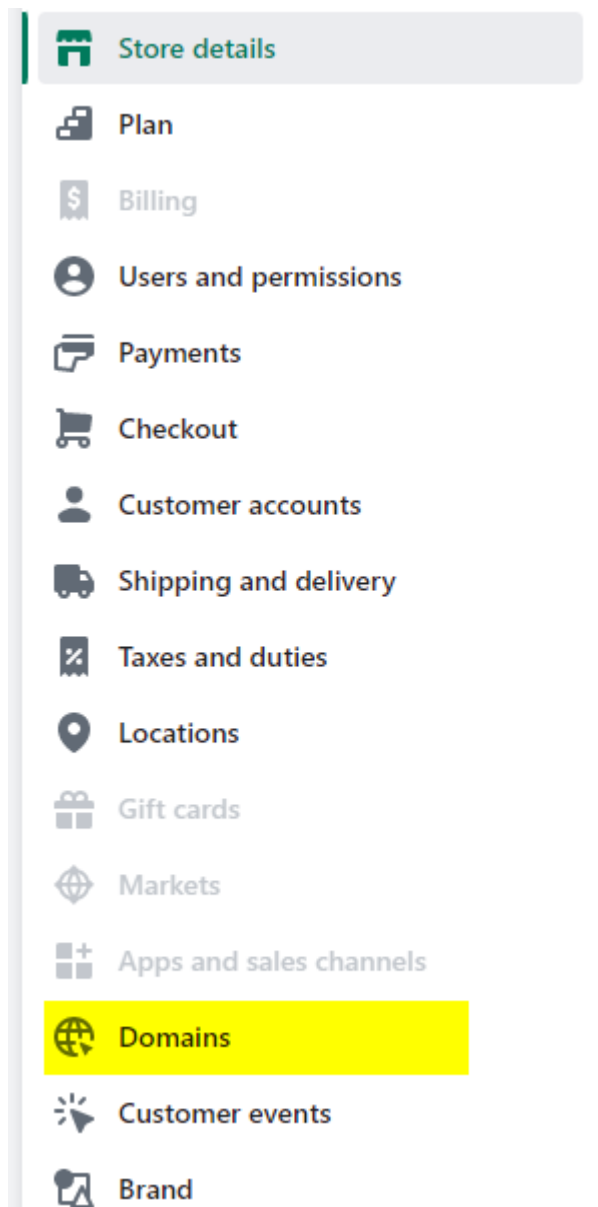 Store details
Plan
Billing
Users and permissions
Payments
Checkout
Customer accounts
Shipping and delivery
Taxes and duties
Locations
Gift cards
Markets
Apps and sales channels
Domains
Customer events
Brand